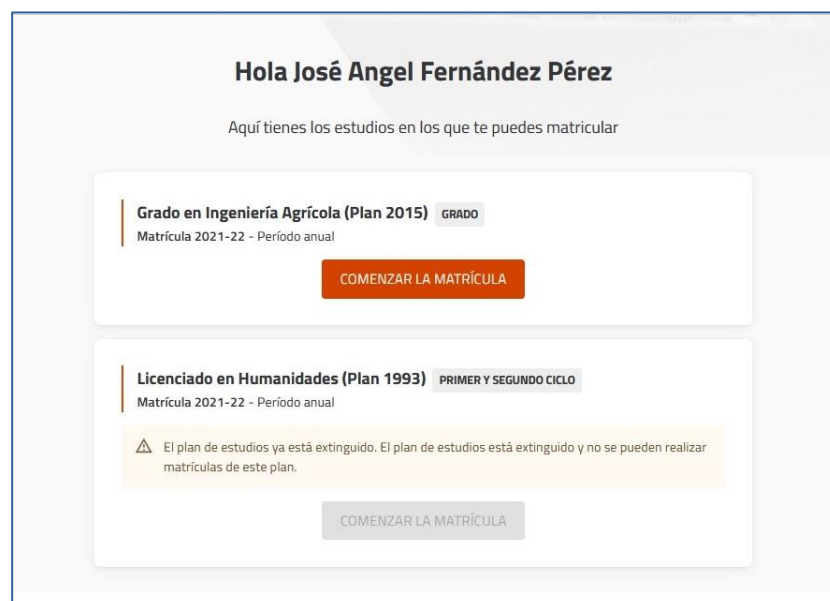 Hola José Angel Fernández Pérez
Aquí tienes los estudios en los que te puedes matricular
Grado en Ingeniería Agrícola (Plan 2015) GRADO
Matrícula 2021-22 - Período anual
COMENZAR LA MATRÍCULA
Licenciado en Humanidades (Plan 1993) PRIMER Y SEGUNDO CICLO
Matrícula 2021-22 - Período anual
El plan de estudios ya está extinguido. El plan de estudios está extinguido y no se pueden realizar
matrículas de este plan.
COMENZAR LA MATRÍCULA